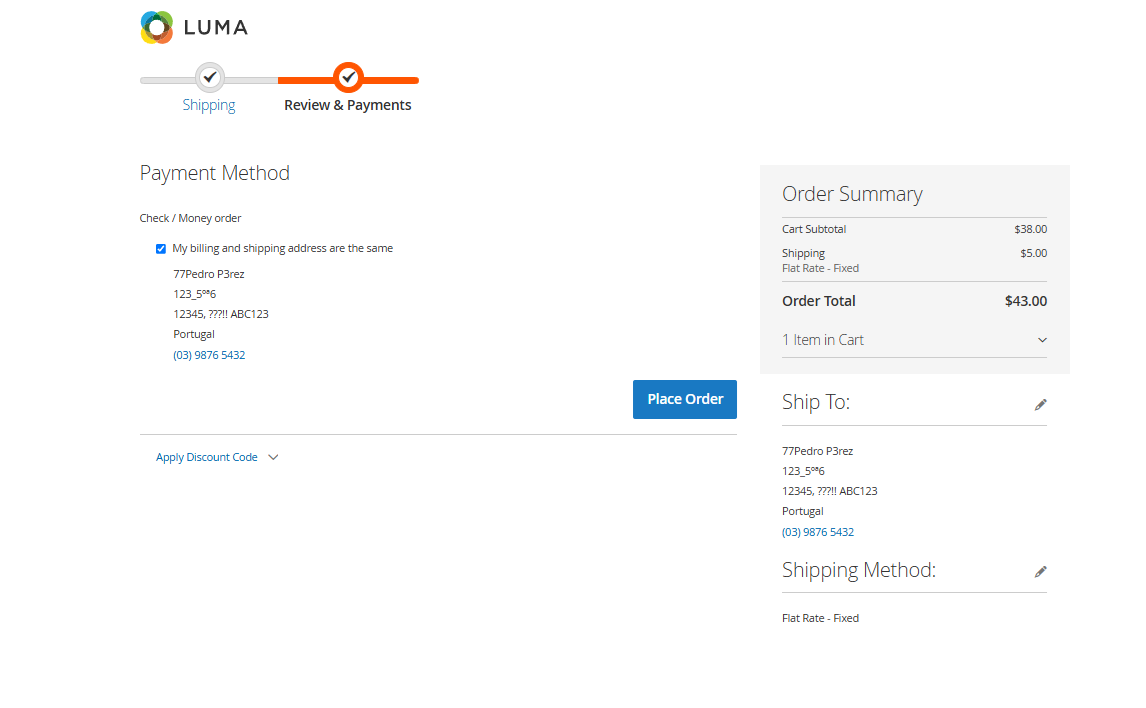 LUMA
Shipping
Review & Payments
Payment Method
Check / Money order
My billing and shipping address are the same
77Pedro P3rez
123_5ºª6
12345, ???!! ABC123
Portugal
(03) 9876 5432
Place Order
Apply Discount Code
Order Summary
Cart Subtotal $38.00
Shipping $5.00
Flat Rate - Fixed
Order Total $43.00
1 Item in Cart
Ship To:
77Pedro P3rez
123_5ºª6
12345, ???!! ABC123
Portugal
(03) 9876 5432
Shipping Method:
Flat Rate - Fixed